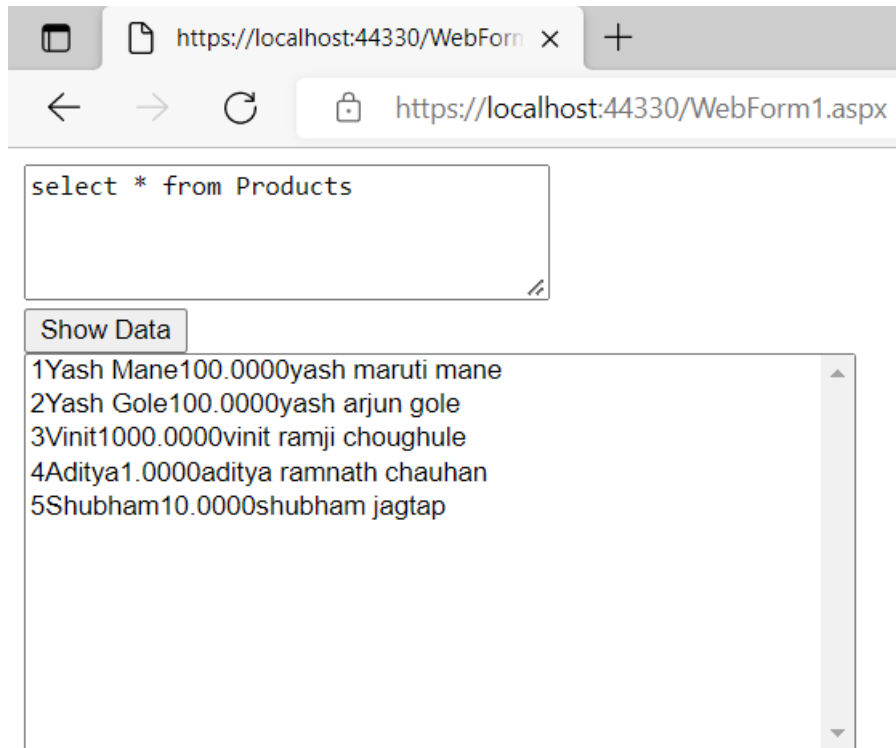 https://localhost:44330/WebForm
https://localhost:44330/WebForm1.aspx
select * from Products
Show Data
1Yash Mane100.0000yash maruti mane
2Yash Gole100.0000yash arjun gole
3Vinit1000.0000vinit ramji choughule
4Aditya1.0000aditya ramnath chauhan
5Shubham10.0000shubham jagtap